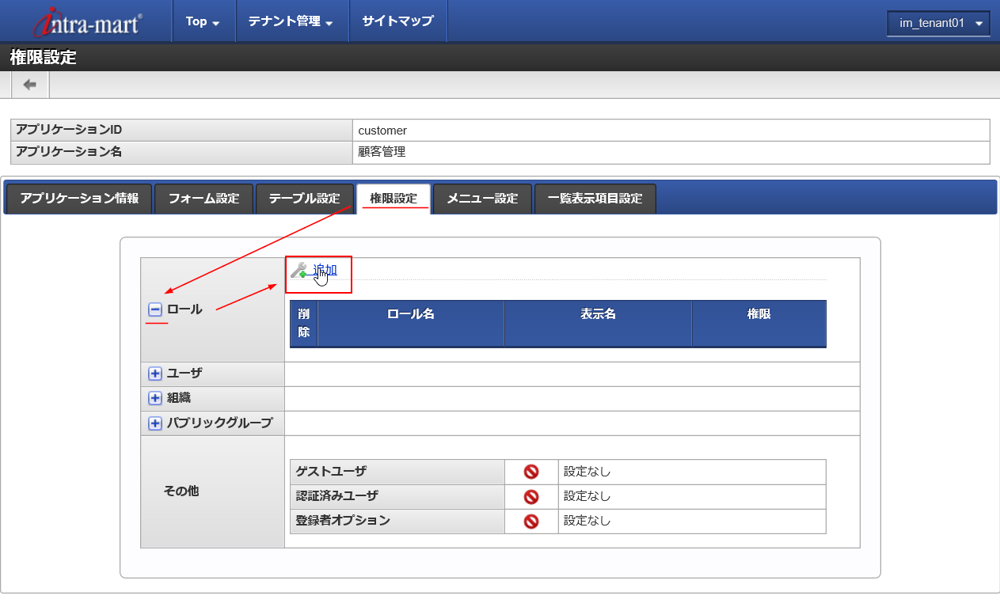 intra-mart®
Top
テナント管理
サイトマップ
im_tenant01
権限設定
アプリケーションID
customer
アプリケーション名
顧客管理
アプリケーション情報
フォーム設定
テーブル設定
権限設定
メニュー設定
一覧表示項目設定
ロール
追加
削除
ロール名
表示名
権限
ユーザ
組織
パブリックグループ
その他
ゲストユーザ
設定なし
認証済みユーザ
設定なし
登録者オプション
設定なし